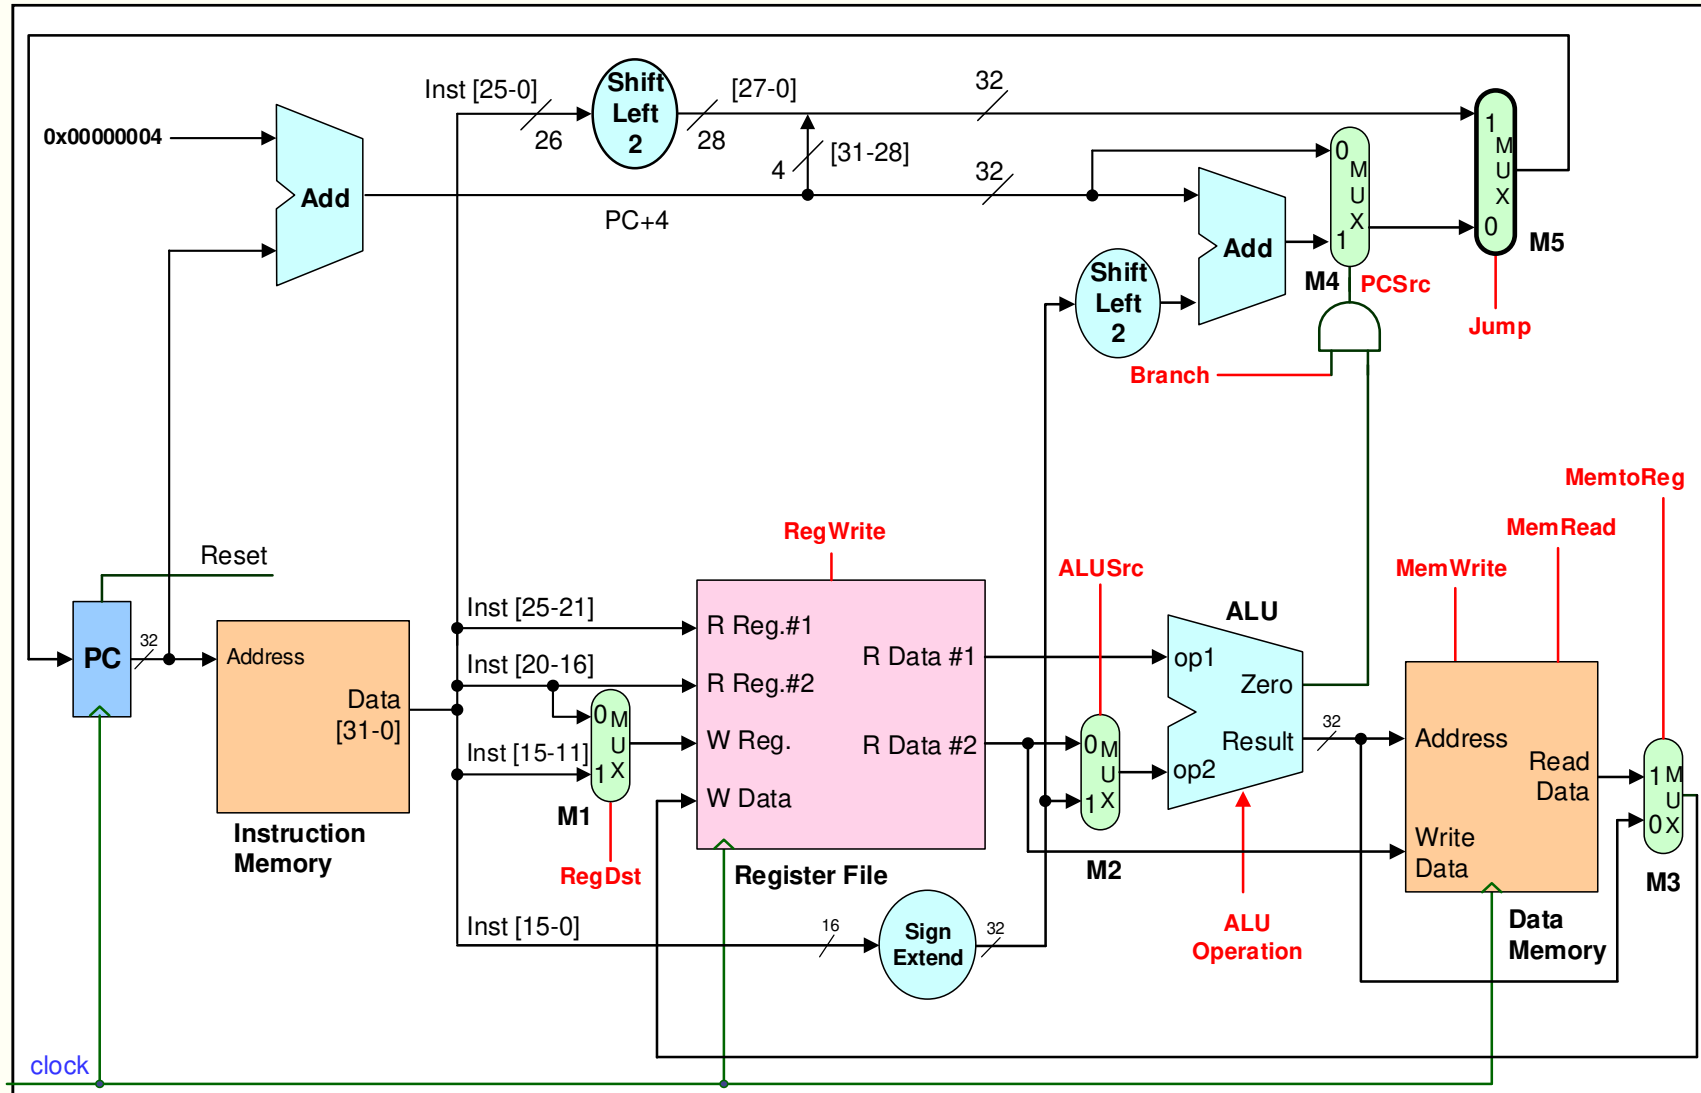 Inst [25-0]
26
Shift
Left
2
[27-0]
28
4
[31-28]
32
0x00000004
Add
PC+4
32
Shift
Left
2
Add
0
M
U
X
1
M4
PCSrc
1
M
U
X
0
M5
Jump
Branch
Reset
PC
32
Address
Data
[31-0]
Instruction
Memory
Inst [25-21]
Inst [20-16]
Inst [15-11]
0
M
U
1
X
M1
RegDst
RegWrite
R Reg.#1
R Reg.#2
W Reg.
W Data
R Data #1
R Data #2
Register File
Inst [15-0]
16
Sign
Extend
32
ALUSrc
0
M
U
1
X
M2
ALU
op1
op2
Zero
Result
32
ALU
Operation
MemWrite
MemRead
MemtoReg
Address
Read
Data
Write
Data
Data
Memory
1
M
U
0
X
M3
clock